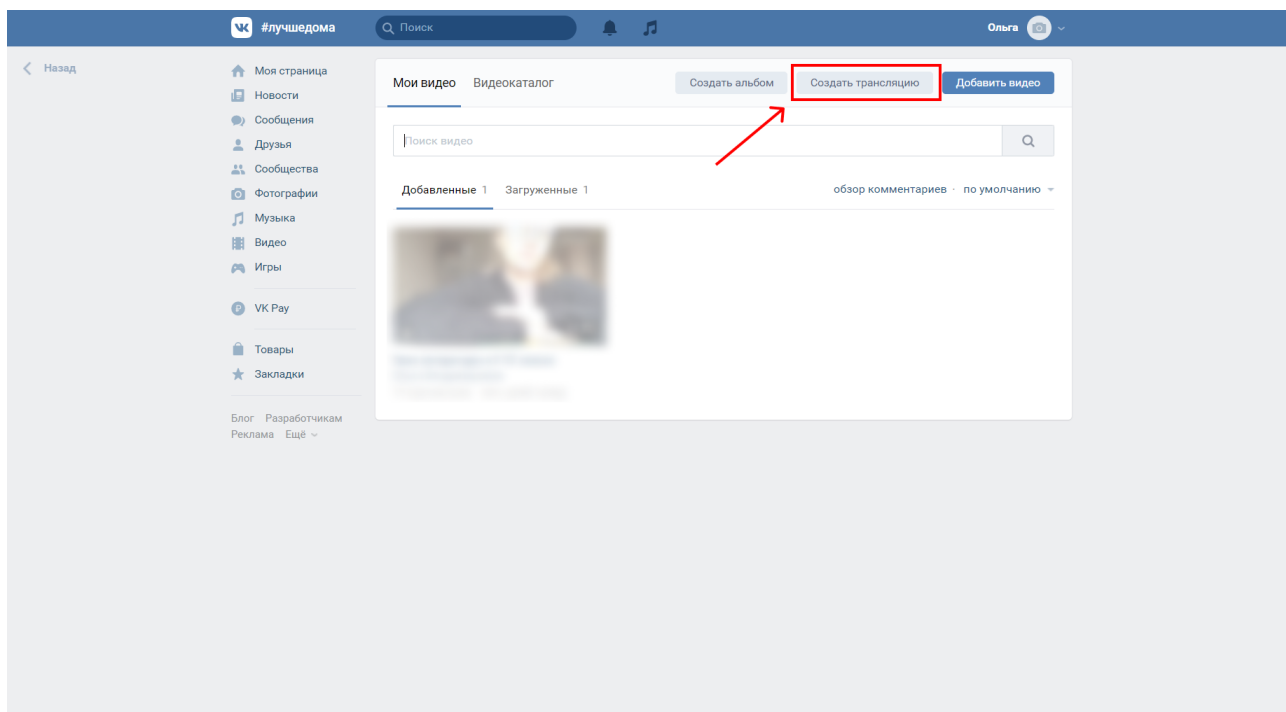 #лучшедома Поиск Ольга
Назад
Моя страница
Новости
Сообщения
Друзья
Сообщества
Фотографии
Музыка
Видео
Игры
VK Pay
Товары
Закладки
Блог Разработчикам
Реклама Ещё
Мои видео Видеокаталог Создать альбом Создать трансляцию Добавить видео
Поиск видео
Добавленные 1 Загруженные 1 обзор комментариев · по умолчанию